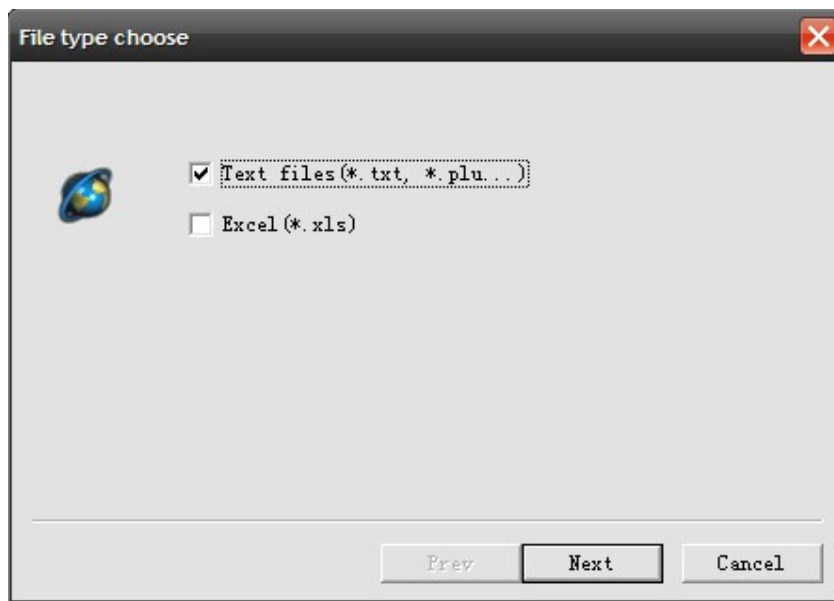 File type choose
Text files(*.txt, *.plu...)
Excel(*.xls)
Prev Next Cancel